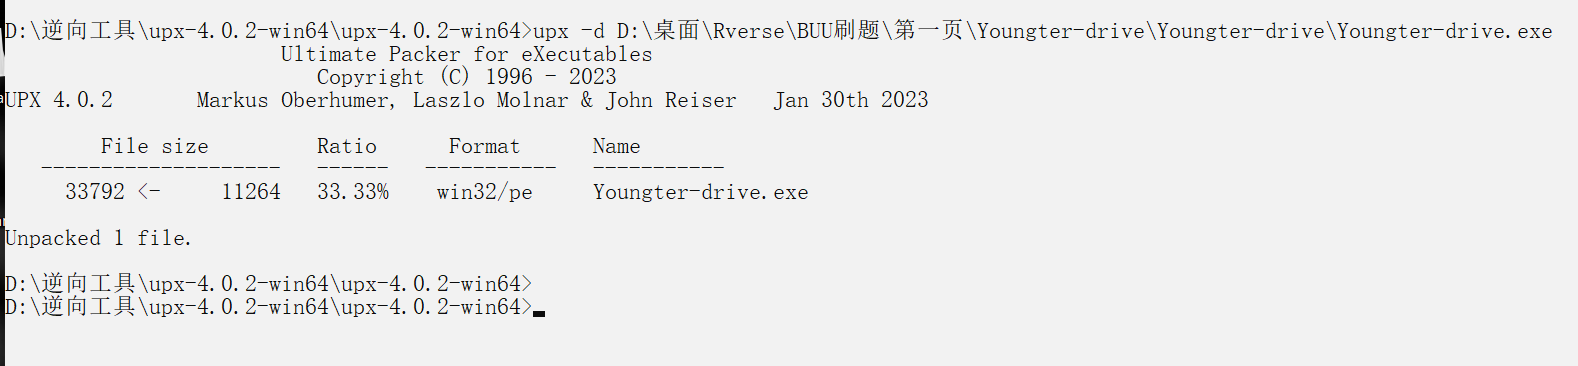 D:\逆向工具\upx-4.0.2-win64\upx-4.0.2-win64>upx -d D:\桌面\Rverse\BUU刷题\第一页\Youngter-drive\Youngter-drive\Youngter-drive.exe
Ultimate Packer for eXecutables
Copyright (C) 1996 - 2023
UPX 4.0.2 Markus Oberhumer, Laszlo Molnar & John Reiser Jan 30th 2023
File size Ratio Format Name
-------------------- ------ ----------- -----------
33792 <- 11264 33.33% win32/pe Youngter-drive.exe
Unpacked 1 file.
D:\逆向工具\upx-4.0.2-win64\upx-4.0.2-win64>
D:\逆向工具\upx-4.0.2-win64\upx-4.0.2-win64>